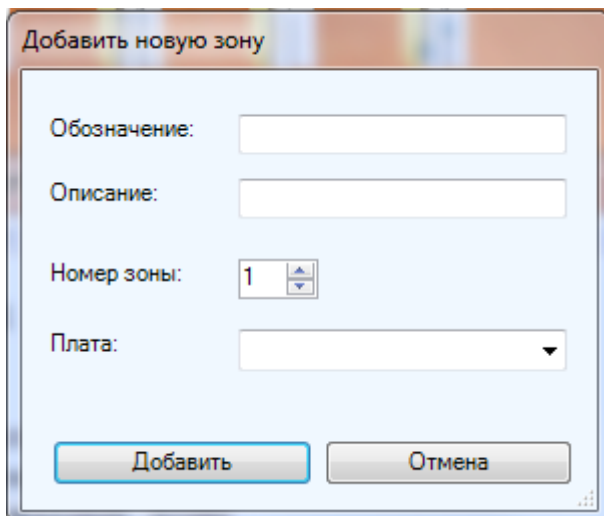 Добавить новую зону
Обозначение:
Описание:
Номер зоны: 1
Плата:
Добавить Отмена